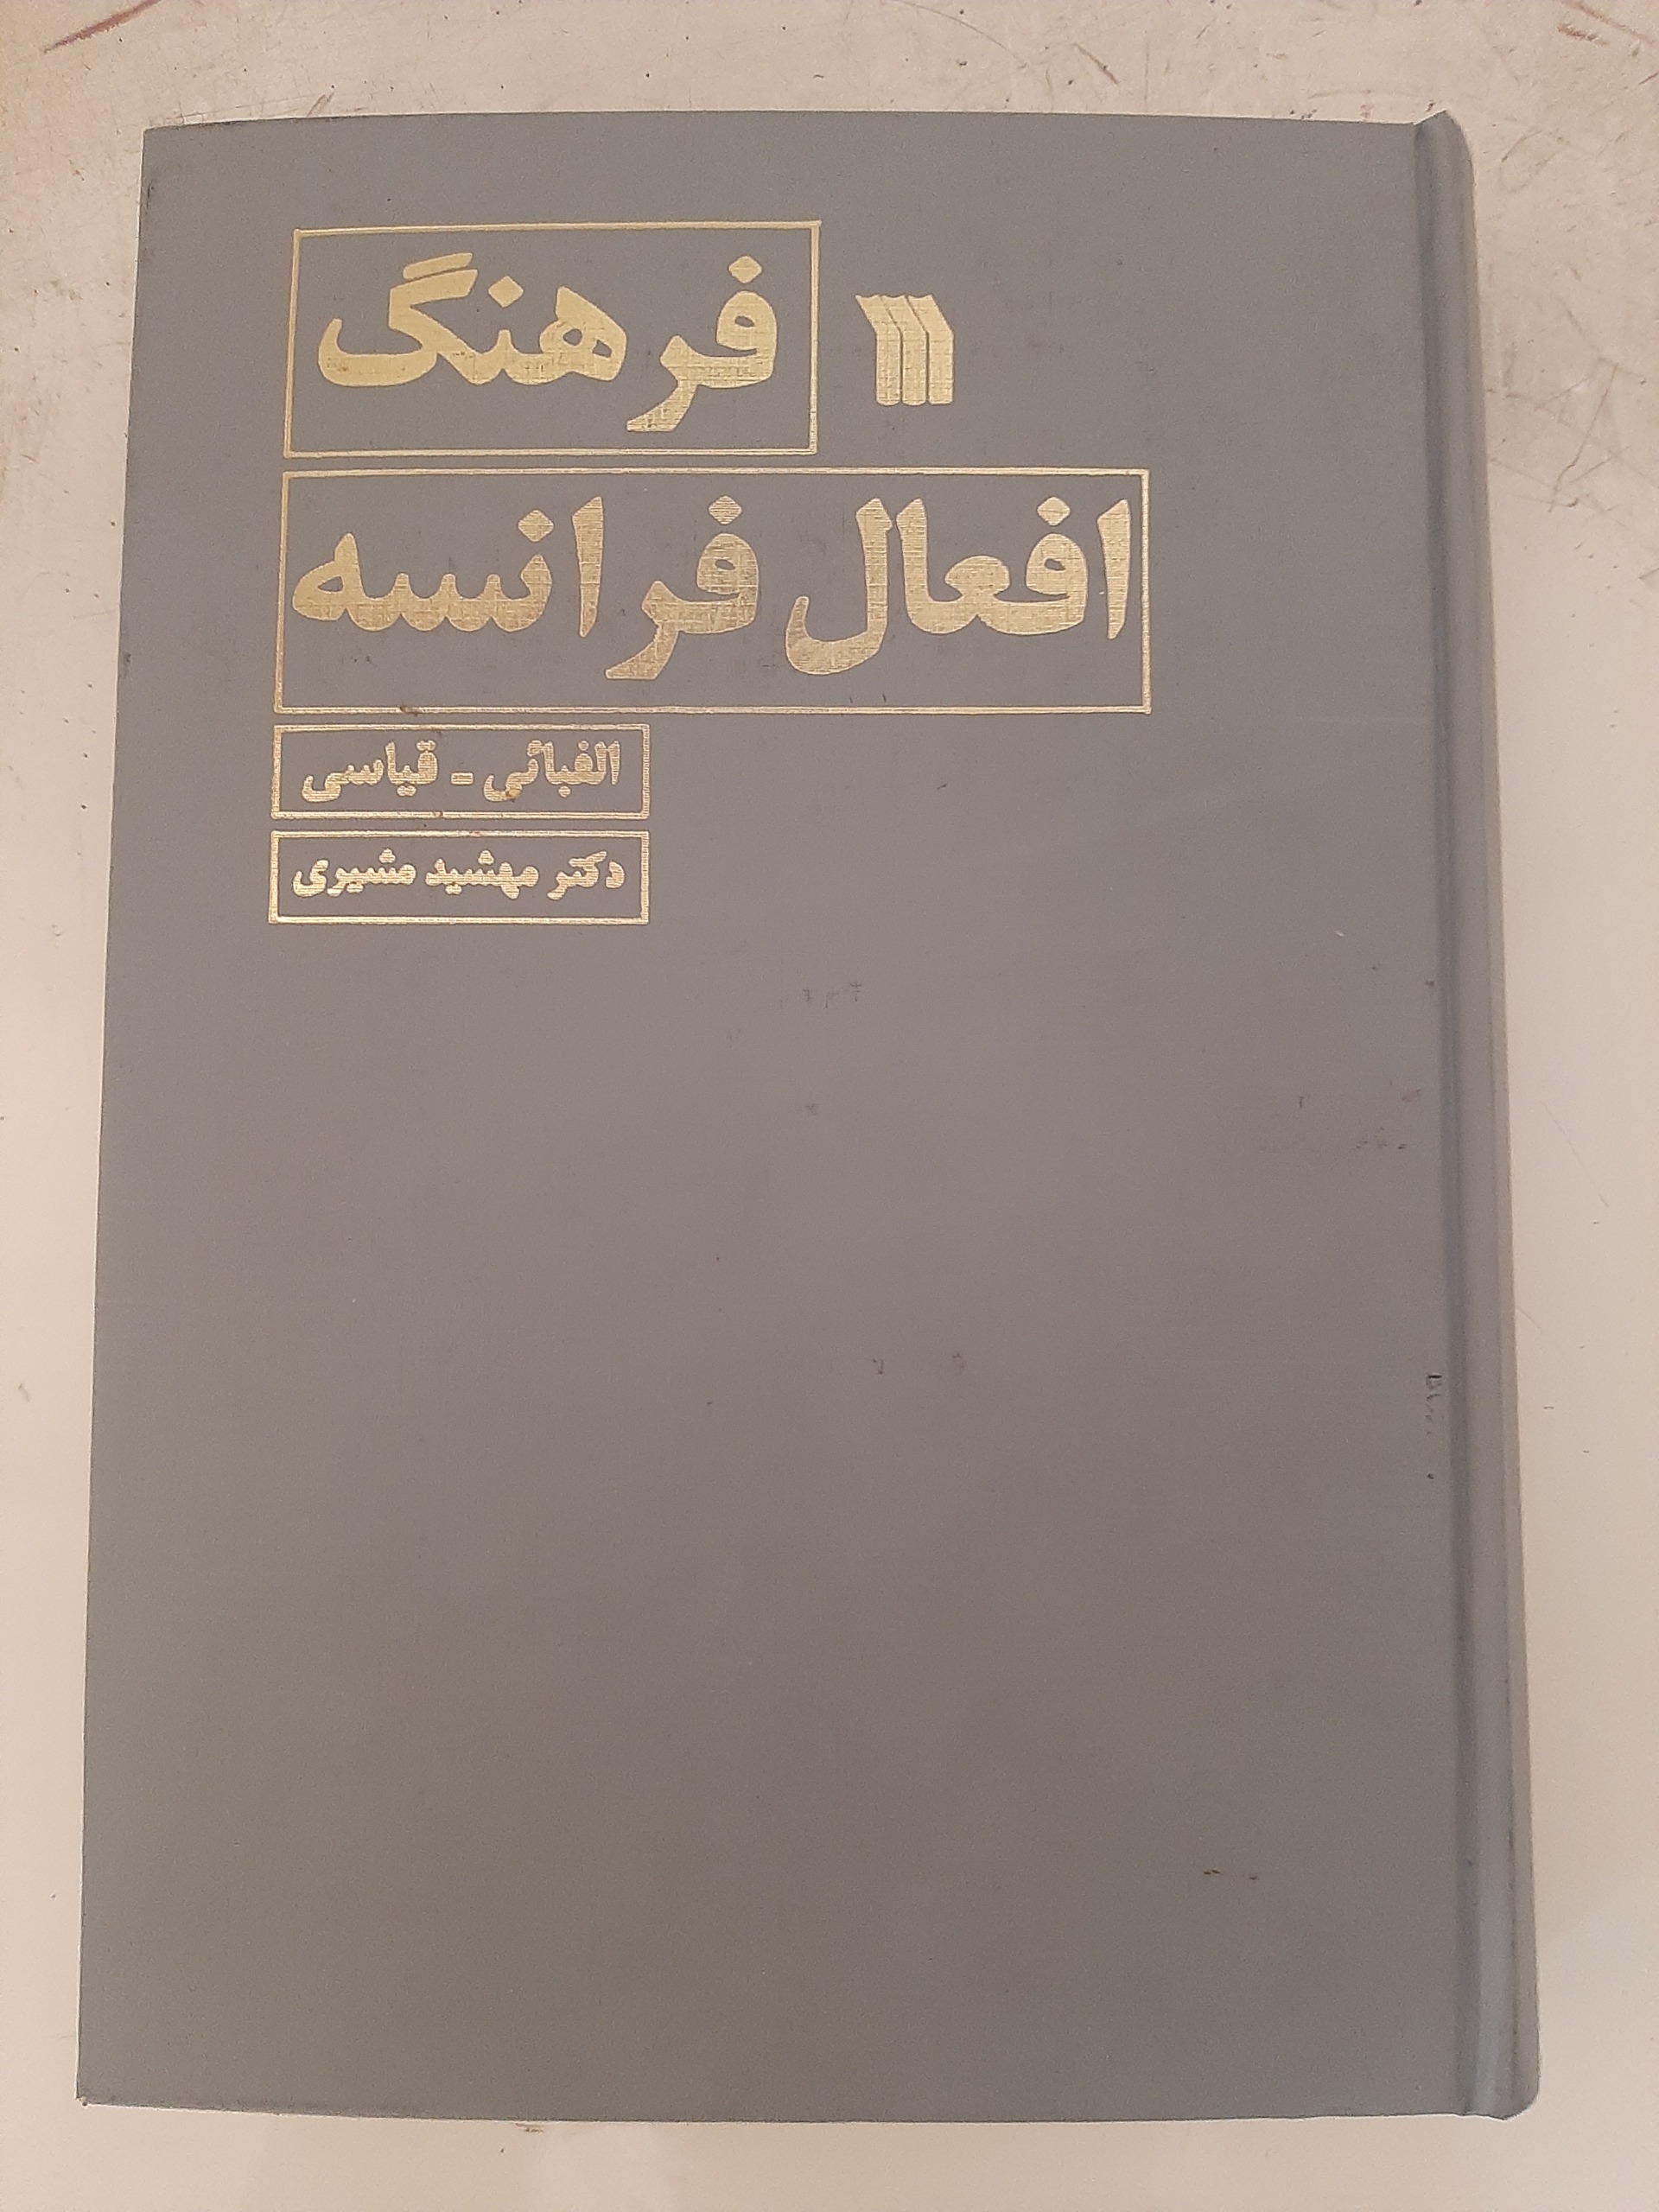 فرهنگ
افعال فرانسه
الفبائی - قیاسی
دکتر مهشید مشیری